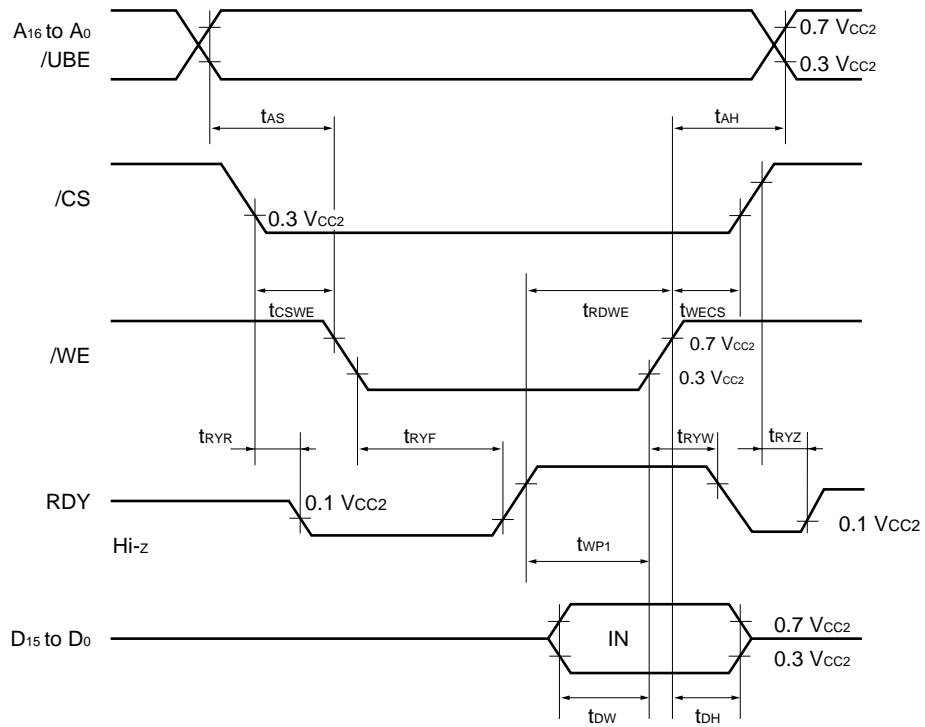 A16 to A0
/UBE
0.7 VCC2
0.3 VCC2
tAS
tAH
/CS
0.3 VCC2
tCSWE
tRDWE
tWECS
/WE
0.7 VCC2
0.3 VCC2
tRYR
tRYF
tRYW
tRYZ
RDY
0.1 VCC2
0.1 VCC2
Hi-Z
tWP1
D15 to D0
IN
0.7 VCC2
0.3 VCC2
tDW
tDH